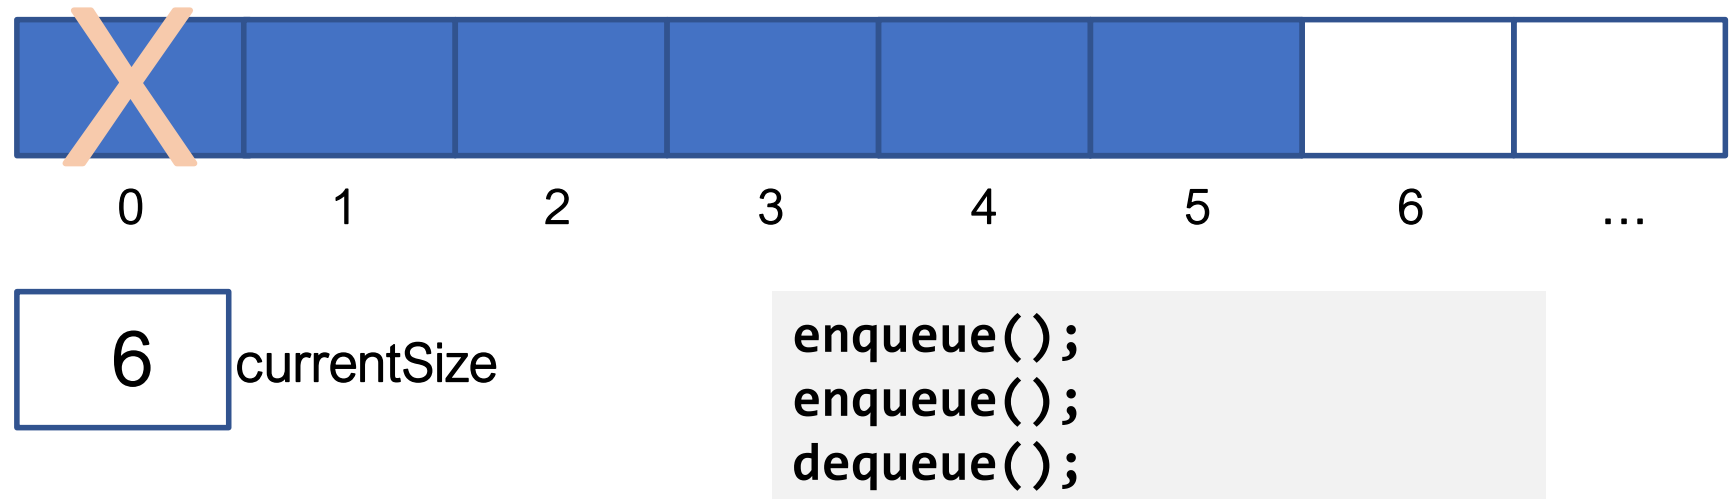 X
0 1 2 3 4 5 6 ...
6 currentSize
enqueue();
enqueue();
dequeue();